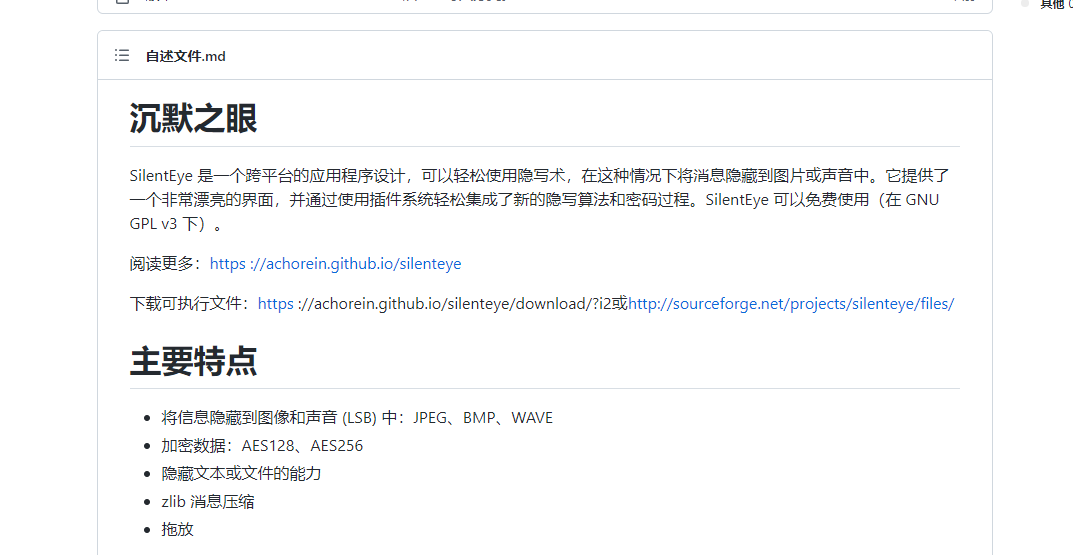 其他
自述文件.md
沉默之眼
SilentEye 是一个跨平台的应用程序设计，可以轻松使用隐写术，在这种情况下将消息隐藏到图片或声音中。它提供了
一个非常漂亮的界面，并通过使用插件系统轻松集成了新的隐写算法和密码过程。SilentEye 可以免费使用（在 GNU
GPL v3 下）。
阅读更多：https ://achorein.github.io/silenteye
下载可执行文件：https ://achorein.github.io/silenteye/download/?i2或http://sourceforge.net/projects/silenteye/files/
主要特点
• 将信息隐藏到图像和声音 (LSB) 中：JPEG、BMP、WAVE
• 加密数据：AES128、AES256
• 隐藏文本或文件的能力
• zlib 消息压缩
• 拖放